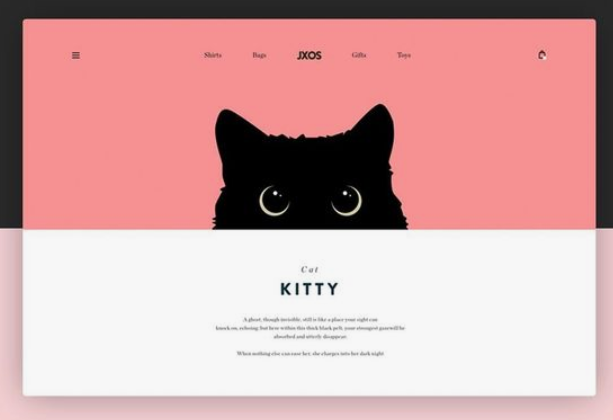 Shirts Bags JXOS Gifts Toys
Cat
KITTY
A ghost, though invisible, still is like a place your sight can
knock on, echoing; but here within this thick black pelt, your strongest gaze will be
absorbed and utterly disappear.
When nothing else can ease her, she charges into her dark night